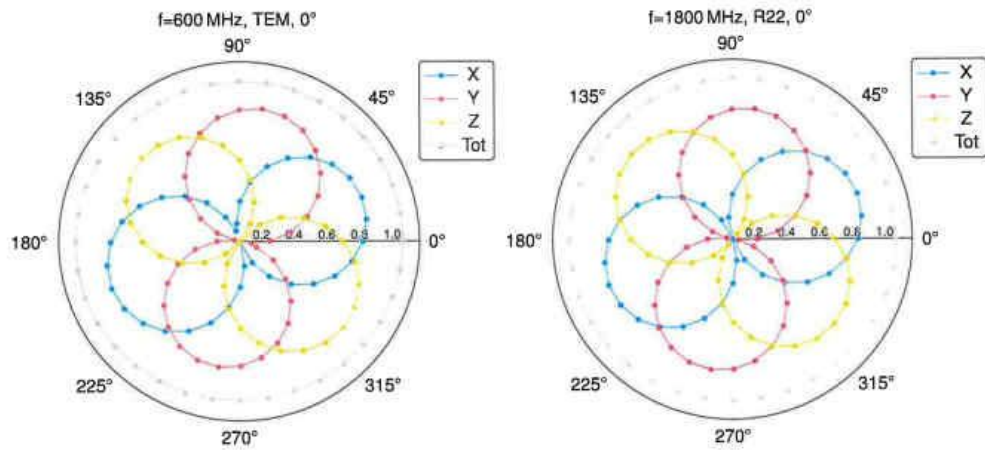 f=600 MHz, TEM, 0°
90°
135°
45°
180°
0.2 0.4 0.6 0.8 1.0
0°
225°
315°
270°
X
Y
Z
Tot
f=1800 MHz, R22, 0°
90°
135°
45°
180°
0.2 0.4 0.6 0.8 1.0
0°
225°
315°
270°
X
Y
Z
Tot